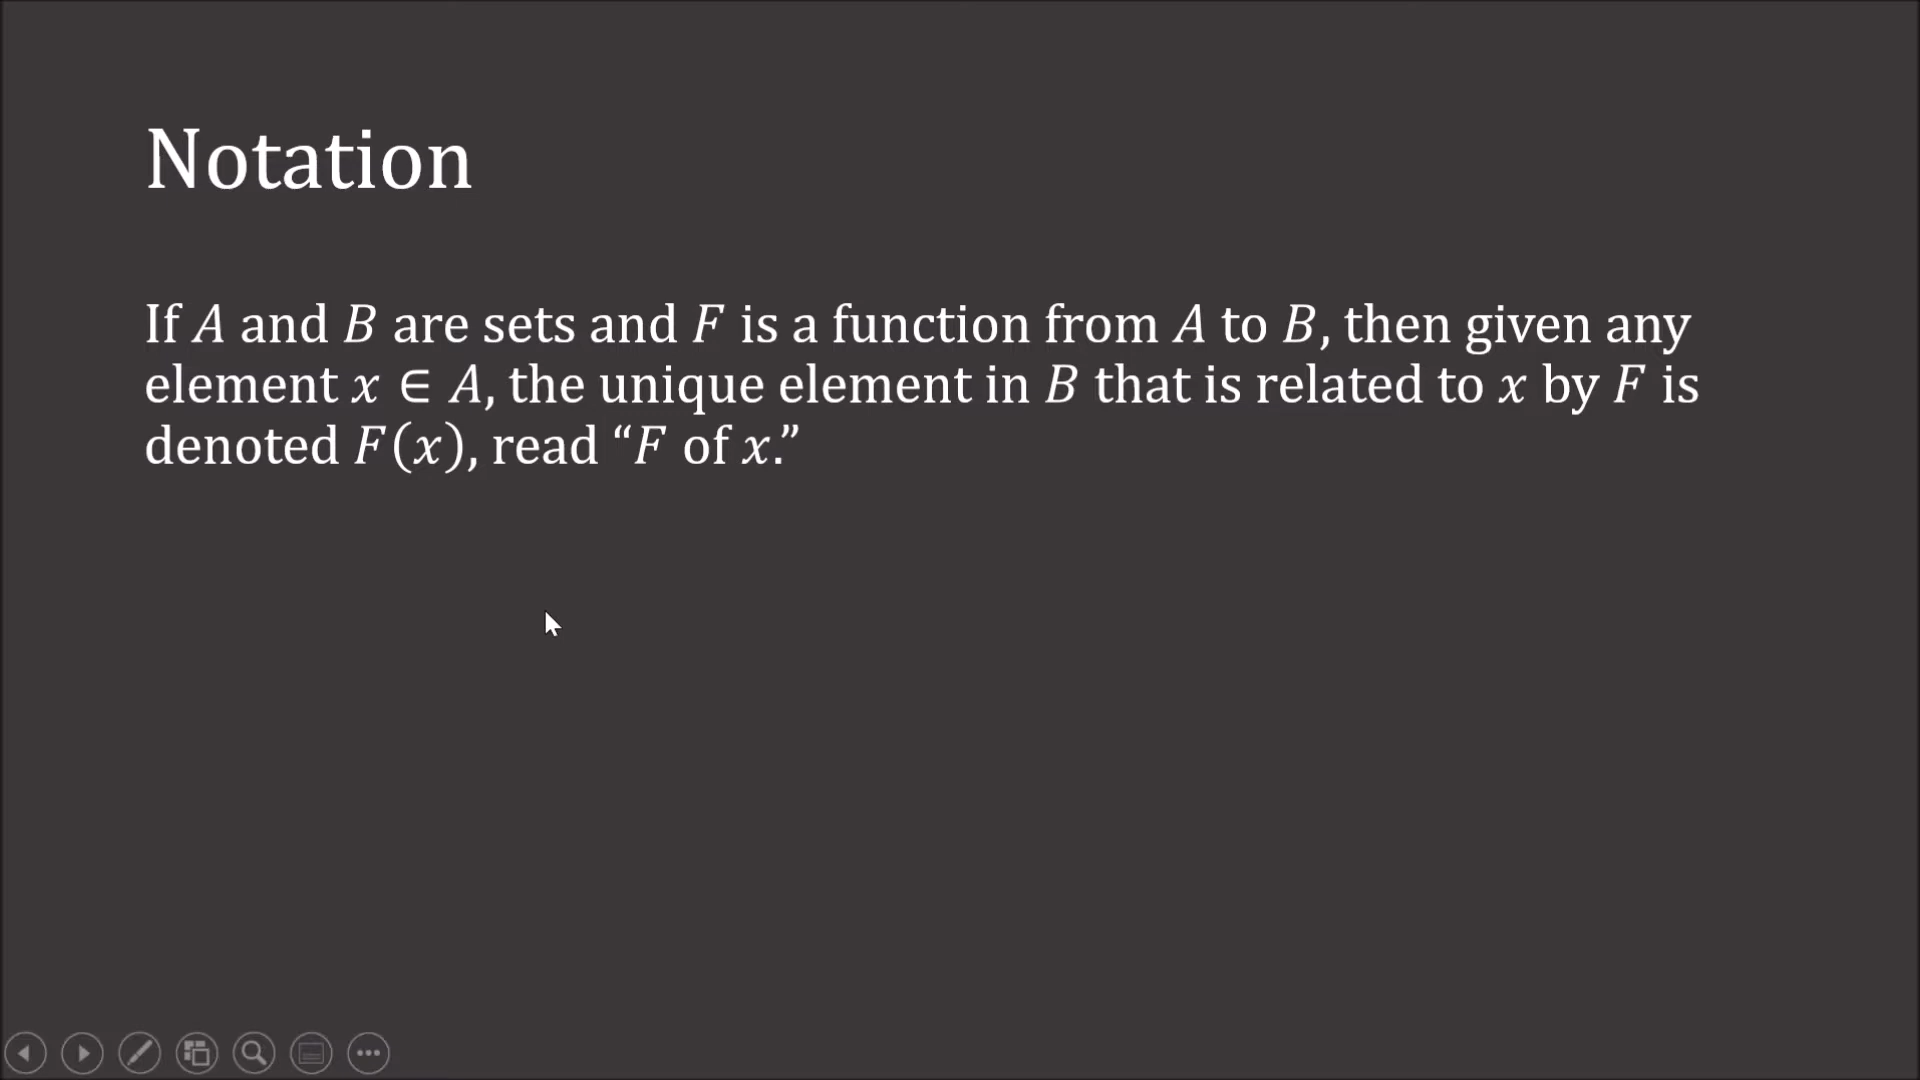 Notation
If A and B are sets and F is a function from A to B, then given any
element x ∈ A, the unique element in B that is related to x by F is
denoted F(x), read “F of x.”